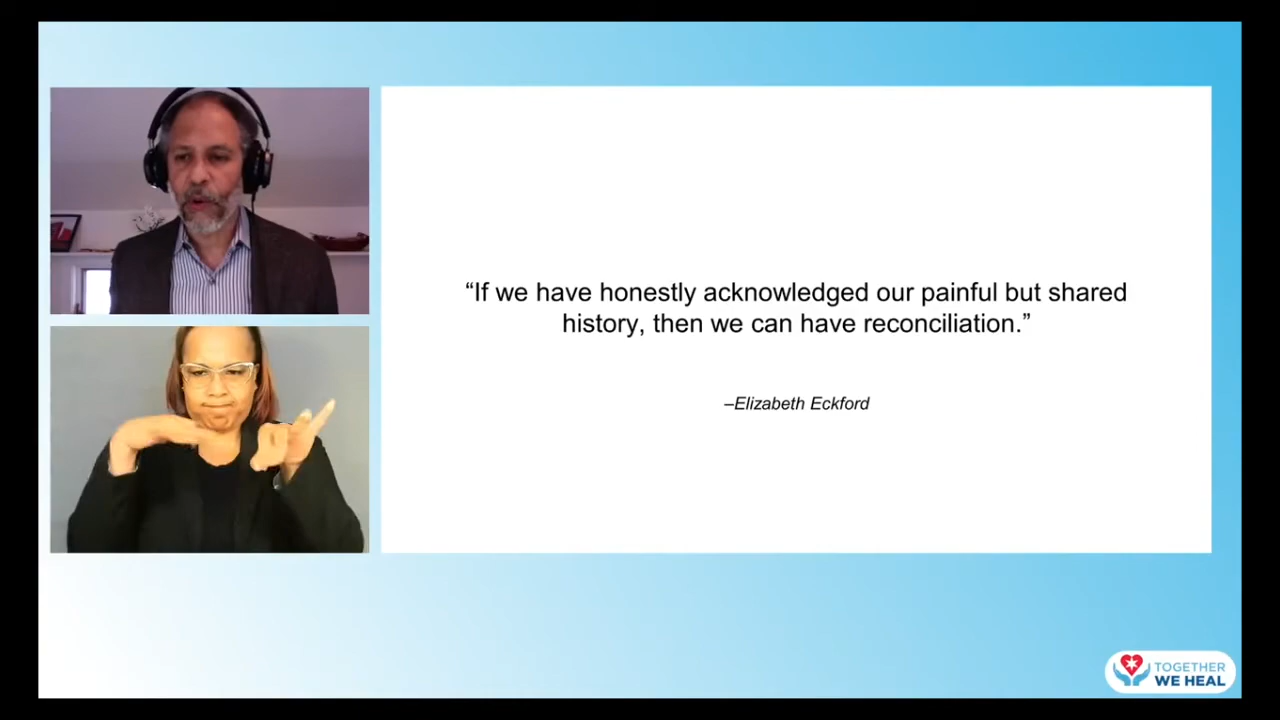 “If we have honestly acknowledged our painful but shared
history, then we can have reconciliation.”
–Elizabeth Eckford
TOGETHER
WE HEAL